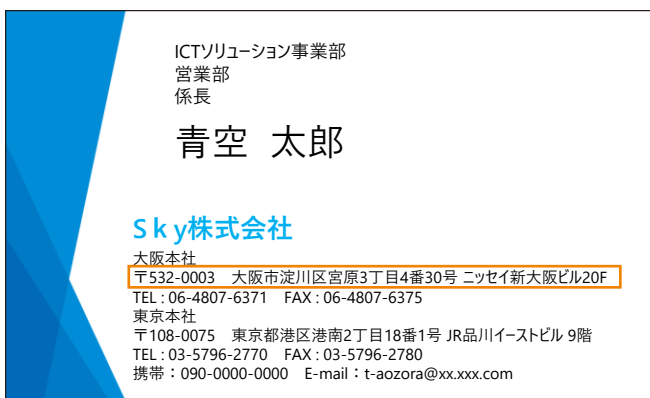 ICTソリューション事業部
営業部
係長
青空 太郎
Sky株式会社
大阪本社
〒532-0003 大阪市淀川区宮原3丁目4番30号 ニッセイ新大阪ビル20F
TEL : 06-4807-6371 FAX : 06-4807-6375
東京本社
〒108-0075 東京都港区港南2丁目18番1号 JR品川イーストビル 9階
TEL : 03-5796-2770 FAX : 03-5796-2780
携帯：090-0000-0000 E-mail：t-aozora@xx.xxx.com